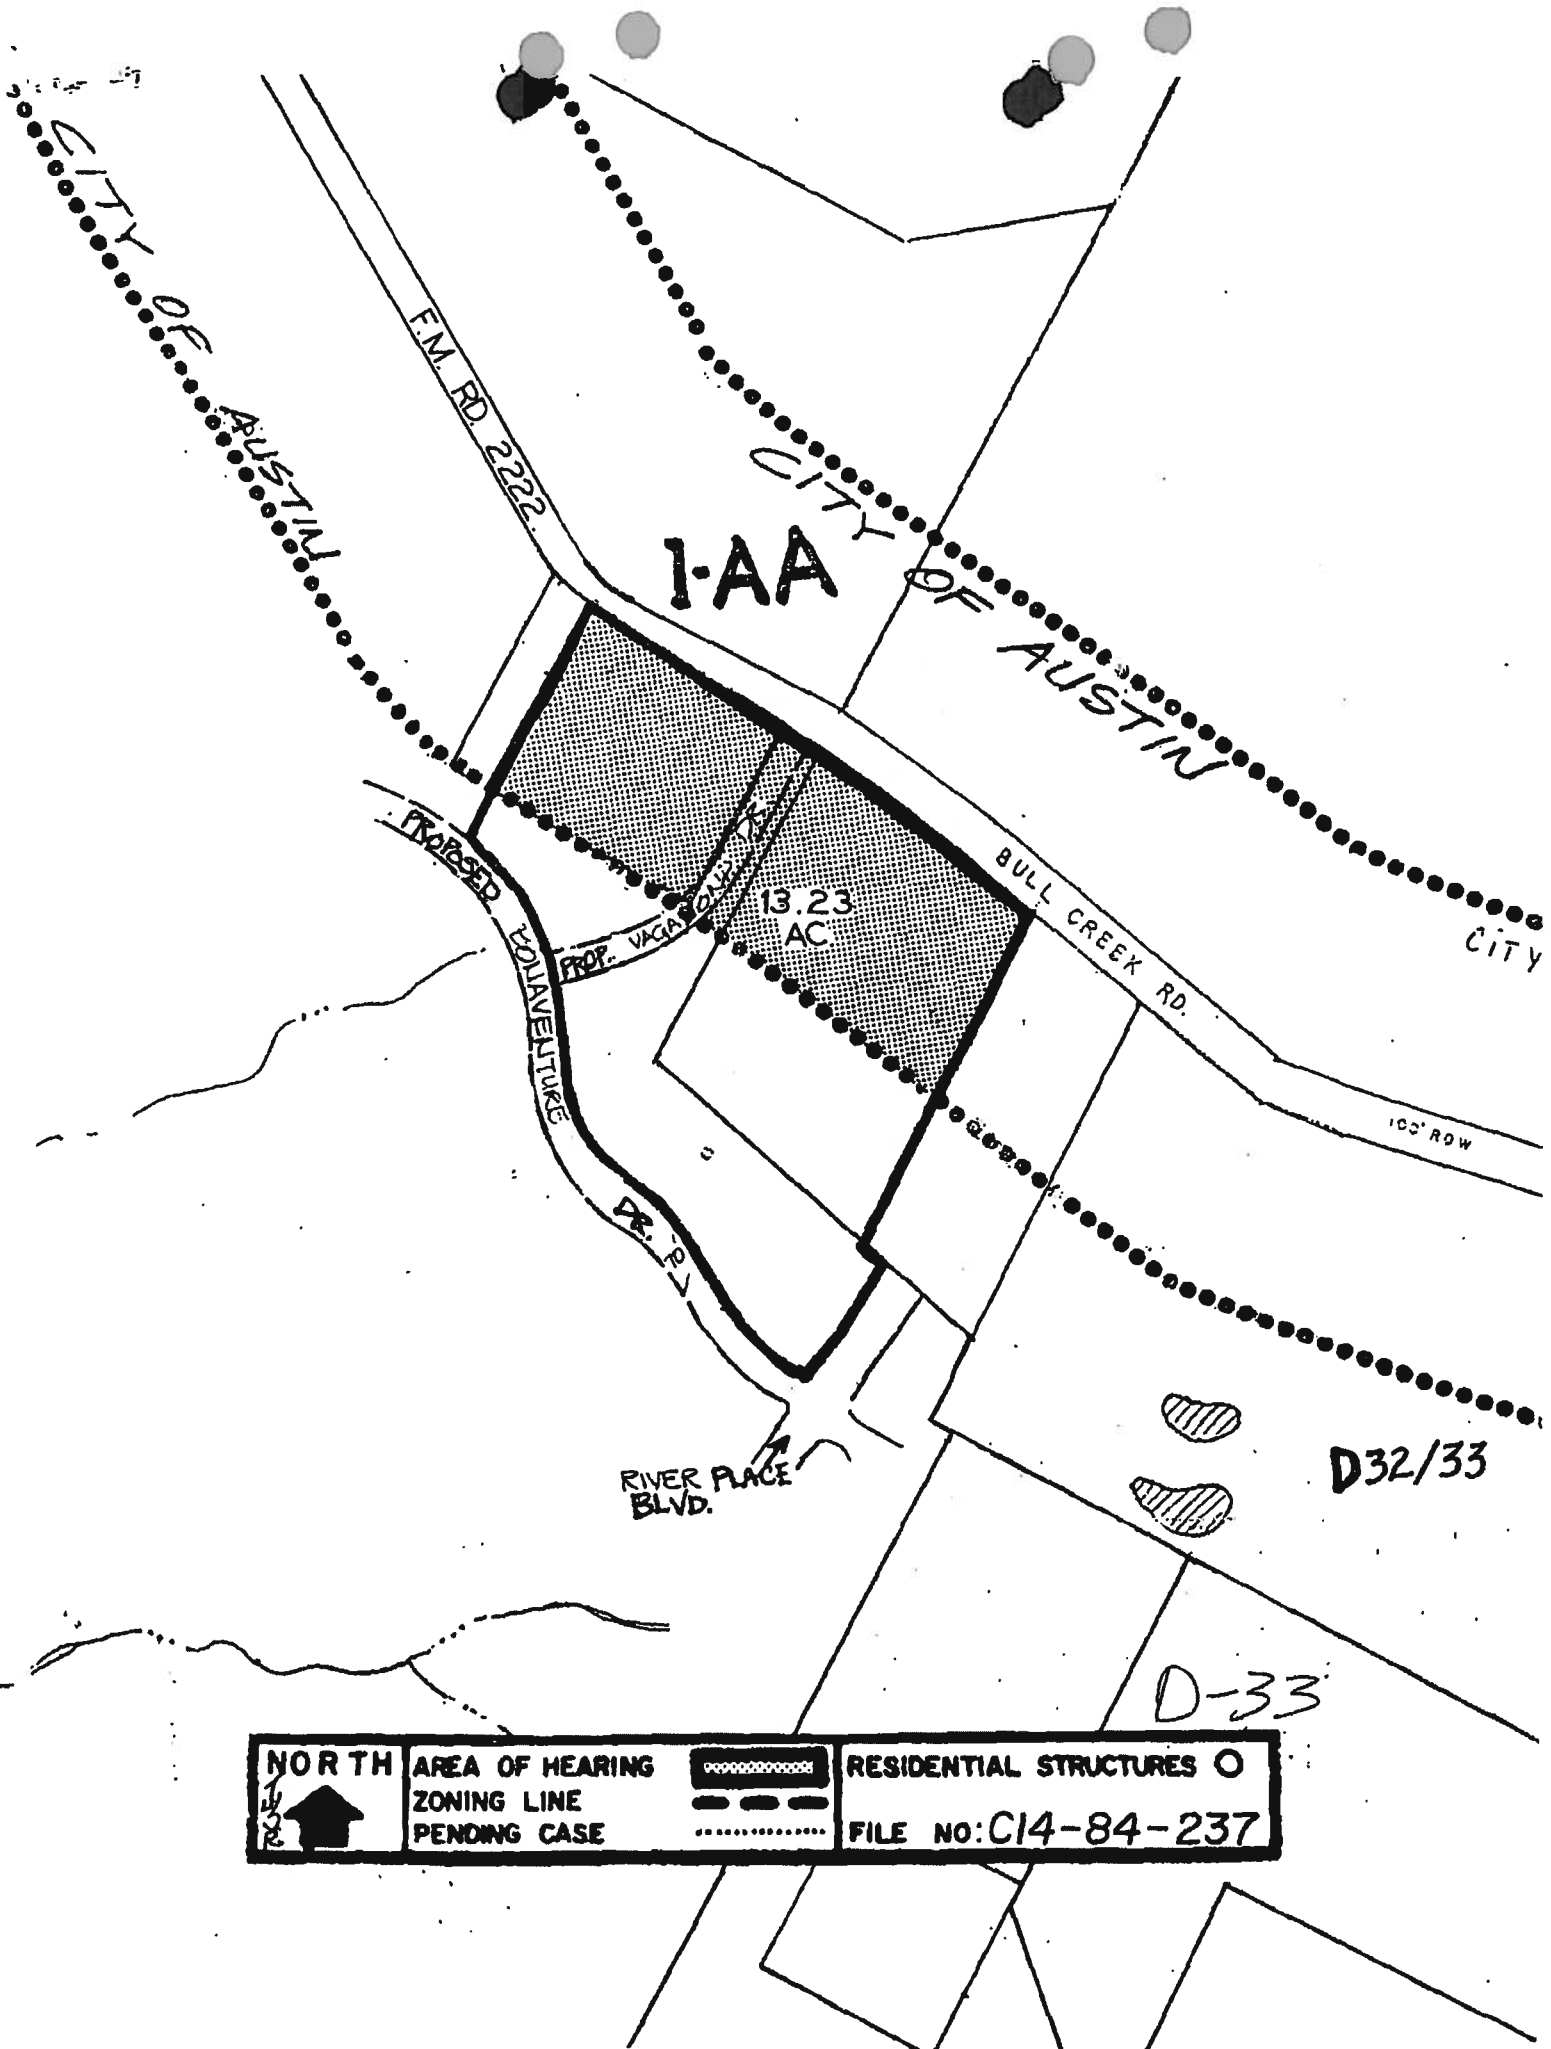 CITY OF AUSTIN
F.M. RD. 2222
CITY OF AUSTIN
1-AA
13.23
AC
BULL CREEK RD.
CITY
100' ROW
PROPOSED BONAVENTURE DR.
PROP. VAGABOND
RIVER PLACE
BLVD.
D32/33
D-33
NORTH
AREA OF HEARING
ZONING LINE
PENDING CASE
RESIDENTIAL STRUCTURES
FILE NO: C14-84-237